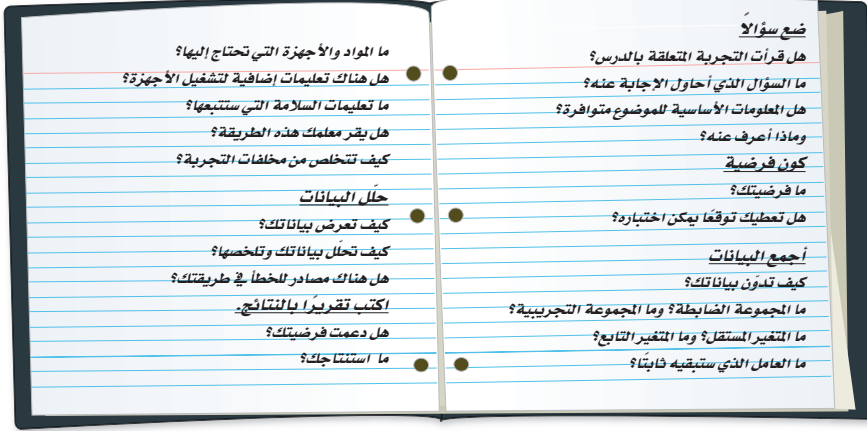 ضع سؤالاً
هل قرأت التجربة المتعلقة بالدرس؟
ما السؤال الذي أحاول الإجابة عنه؟
هل المعلومات الأساسية للموضوع متوافرة؟
وماذا أعرف عنه؟
كون فرضية
ما فرضيتك؟
هل تعطيك توقعًا يمكن اختباره؟
أجمع البيانات
كيف تدوّن بياناتك؟
ما المجموعة الضابطة؟ وما المجموعة التجريبية؟
ما المتغير المستقل؟ وما المتغير التابع؟
ما العامل الذي ستبقيه ثابتًا؟
ما المواد والأجهزة التي تحتاج إليها؟
هل هناك تعليمات إضافية لتشغيل الأجهزة؟
ما تعليمات السلامة التي ستتبعها؟
هل يقر معلمك هذه الطريقة؟
كيف تتخلص من مخلفات التجربة؟
حلّل البيانات
كيف تعرض بياناتك؟
كيف تحلّل بياناتك وتلخصها؟
هل هناك مصادر للخطأ في طريقتك؟
اكتب تقريرًا بالنتائج.
هل دعمت فرضيتك؟
ما استنتاجك؟